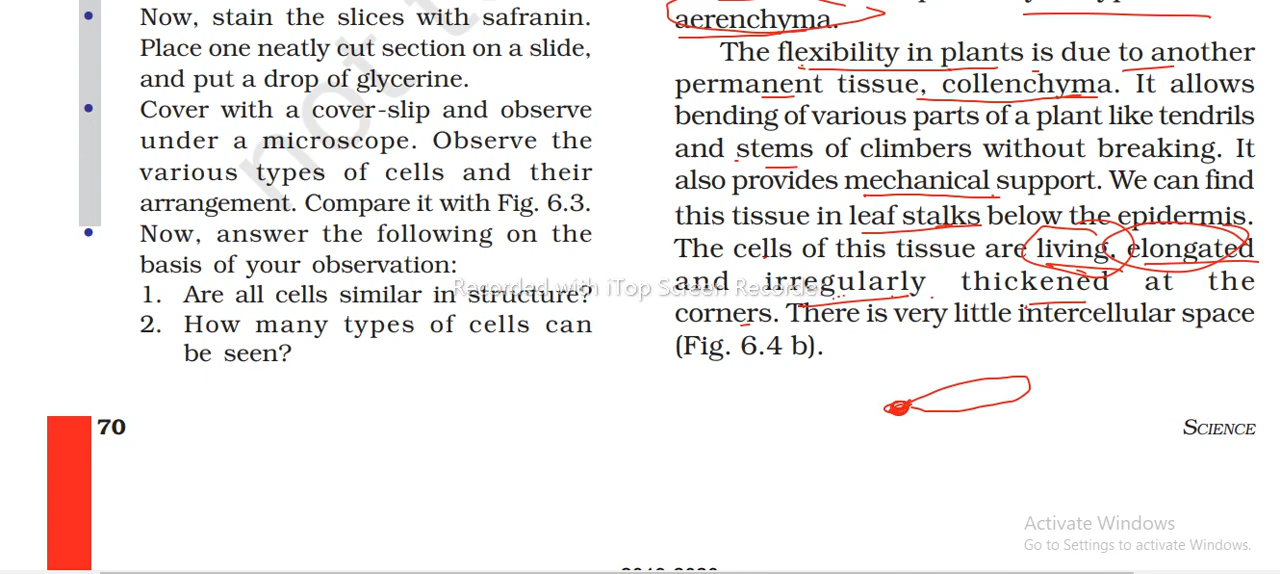 Now, stain the slices with safranin.
Place one neatly cut section on a slide,
and put a drop of glycerine.
Cover with a cover-slip and observe
under a microscope. Observe the
various types of cells and their
arrangement. Compare it with Fig. 6.3.
Now, answer the following on the
basis of your observation:
1. Are all cells similar in structure?
2. How many types of cells can
be seen?
70
aerenchyma.
The flexibility in plants is due to another
permanent tissue, collenchyma. It allows
bending of various parts of a plant like tendrils
and stems of climbers without breaking. It
also provides mechanical support. We can find
this tissue in leaf stalks below the epidermis.
The cells of this tissue are living, elongated
and irregularly thickened at the
corners. There is very little intercellular space
(Fig. 6.4 b).
SCIENCE
not t
Recorded with iTop Screen Recorder
Activate Windows
Go to Settings to activate Windows.